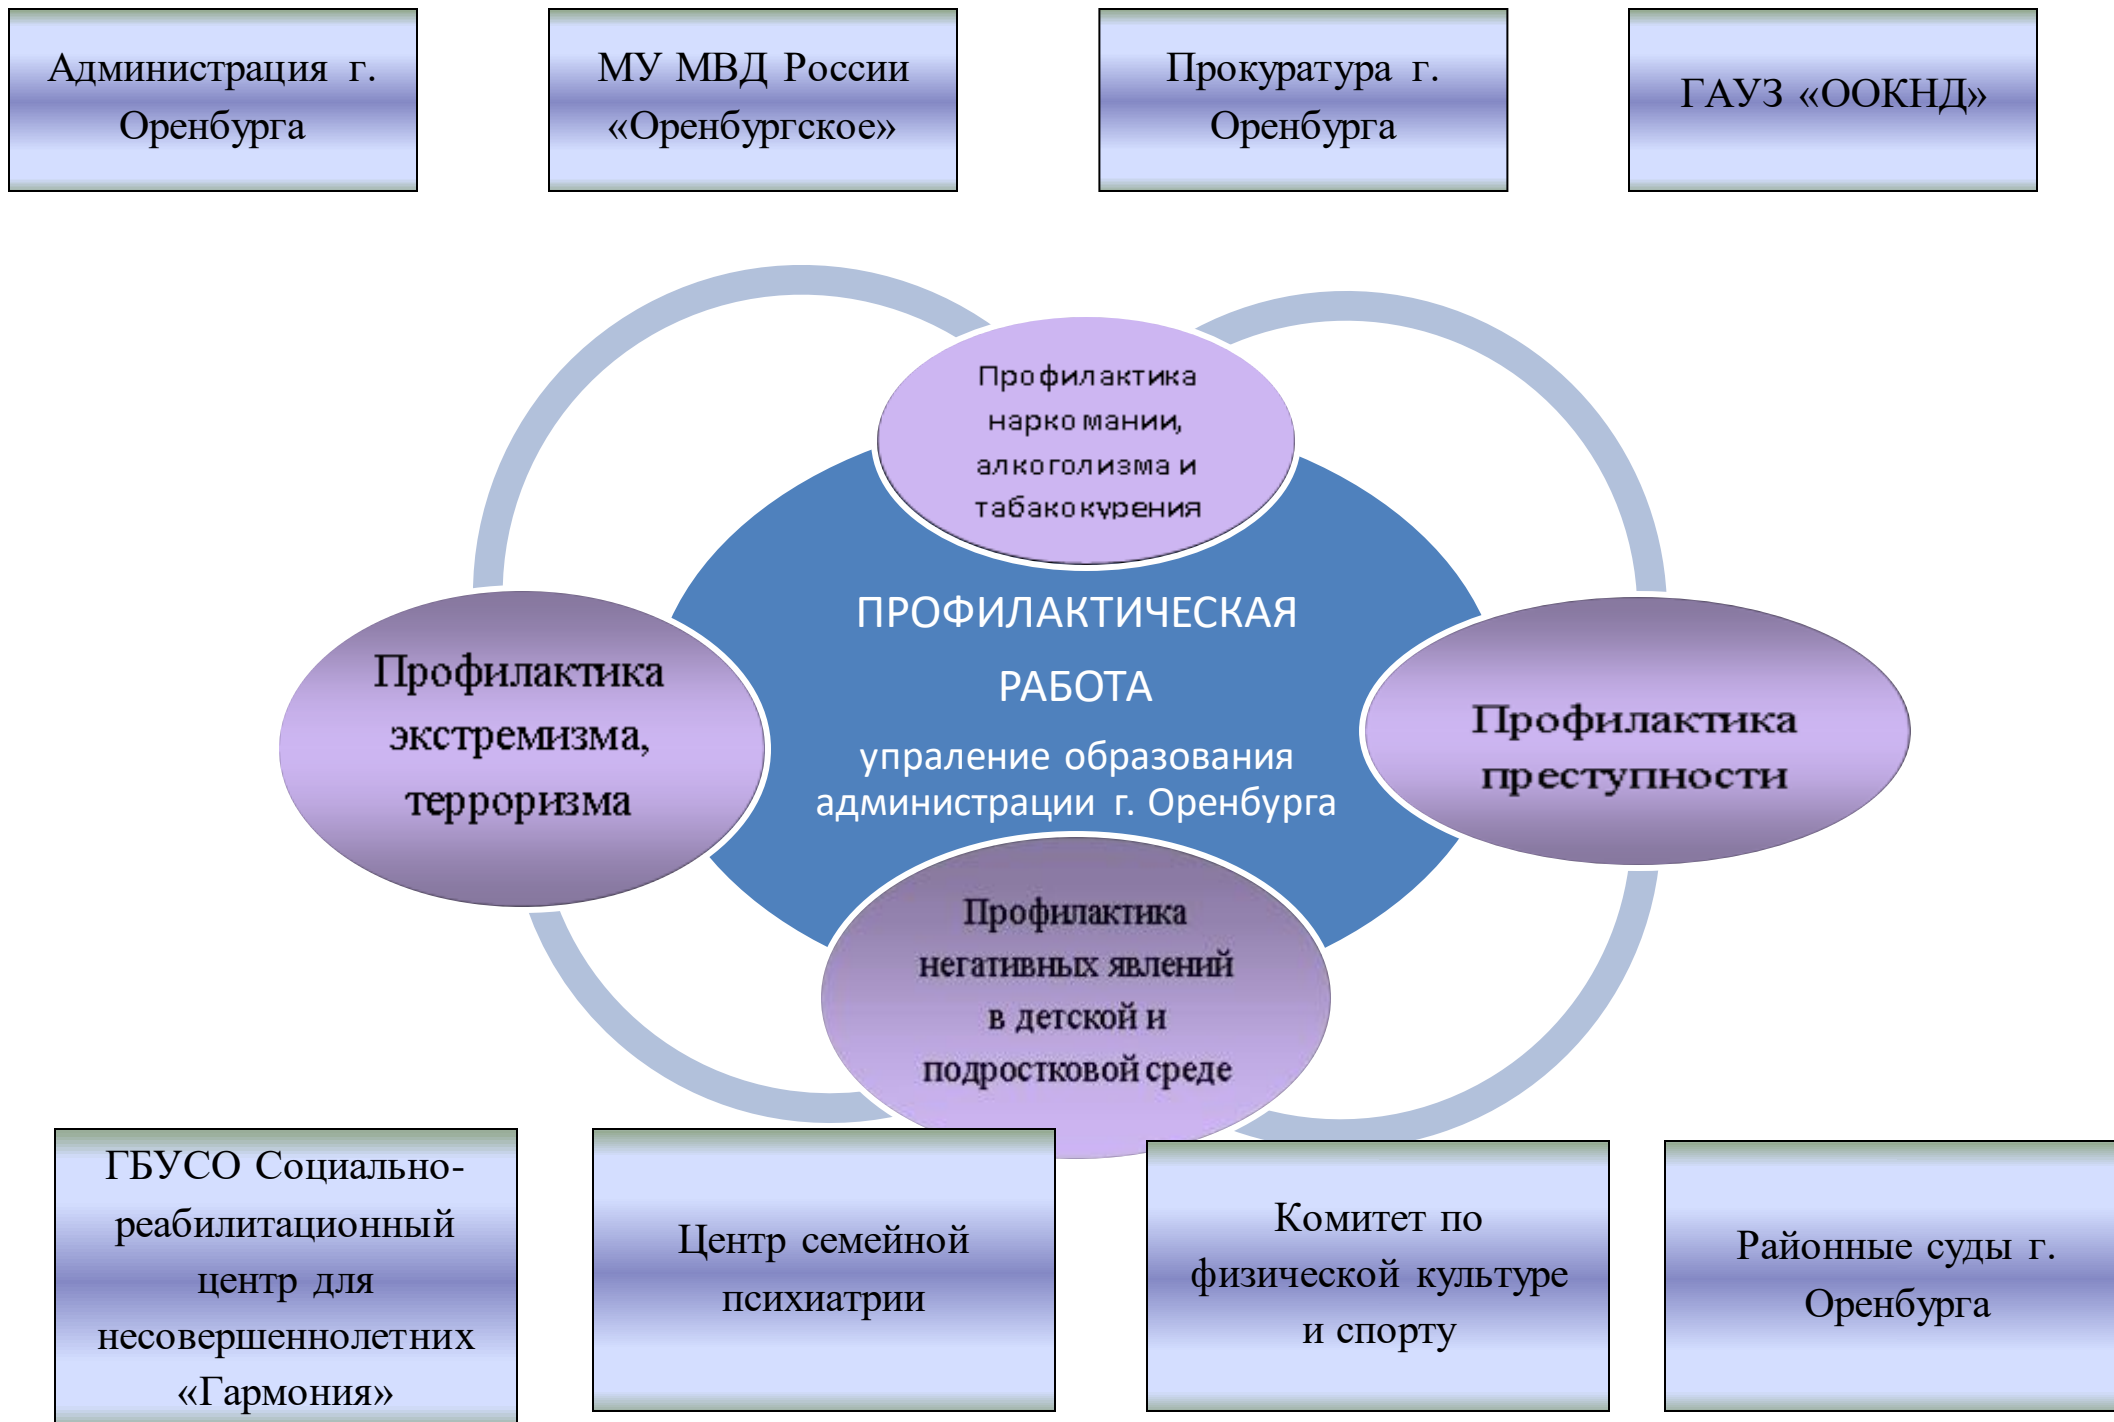 Администрация г.
Оренбурга
МУ МВД России
«Оренбургское»
Прокуратура г.
Оренбурга
ГАУЗ «ООКНД»
Профилактика
наркомании,
алкоголизма и
табакокурения
ПРОФИЛАКТИЧЕСКАЯ
РАБОТА
упраление образования
администрации г. Оренбурга
Профилактика
экстремизма,
терроризма
Профилактика
преступности
Профилактика
негативных явлений
в детской и
подростковой среде
ГБУСО Социально-
реабилитационный
центр для
несовершеннолетних
«Гармония»
Центр семейной
психиатрии
Комитет по
физической культуре
и спорту
Районные суды г.
Оренбурга